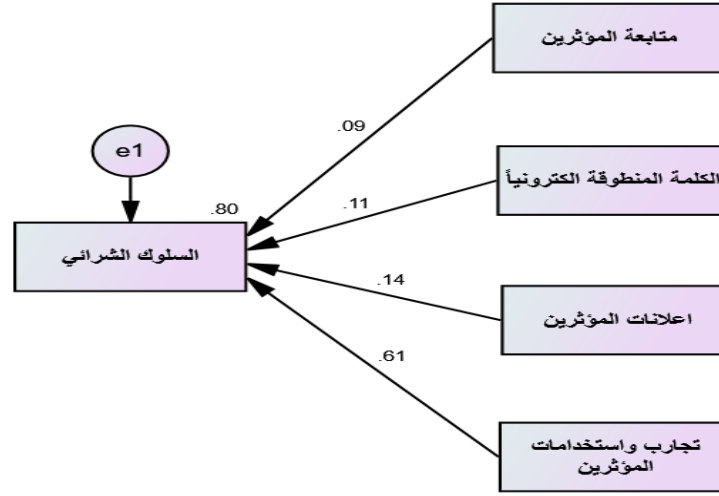 متابعة المؤثرين
.09
e1
الكلمة المنطوقة الكترونياً
.80
.11
السلوك الشرائي
.14
اعلانات المؤثرين
.61
تجارب واستخدامات
المؤثرين